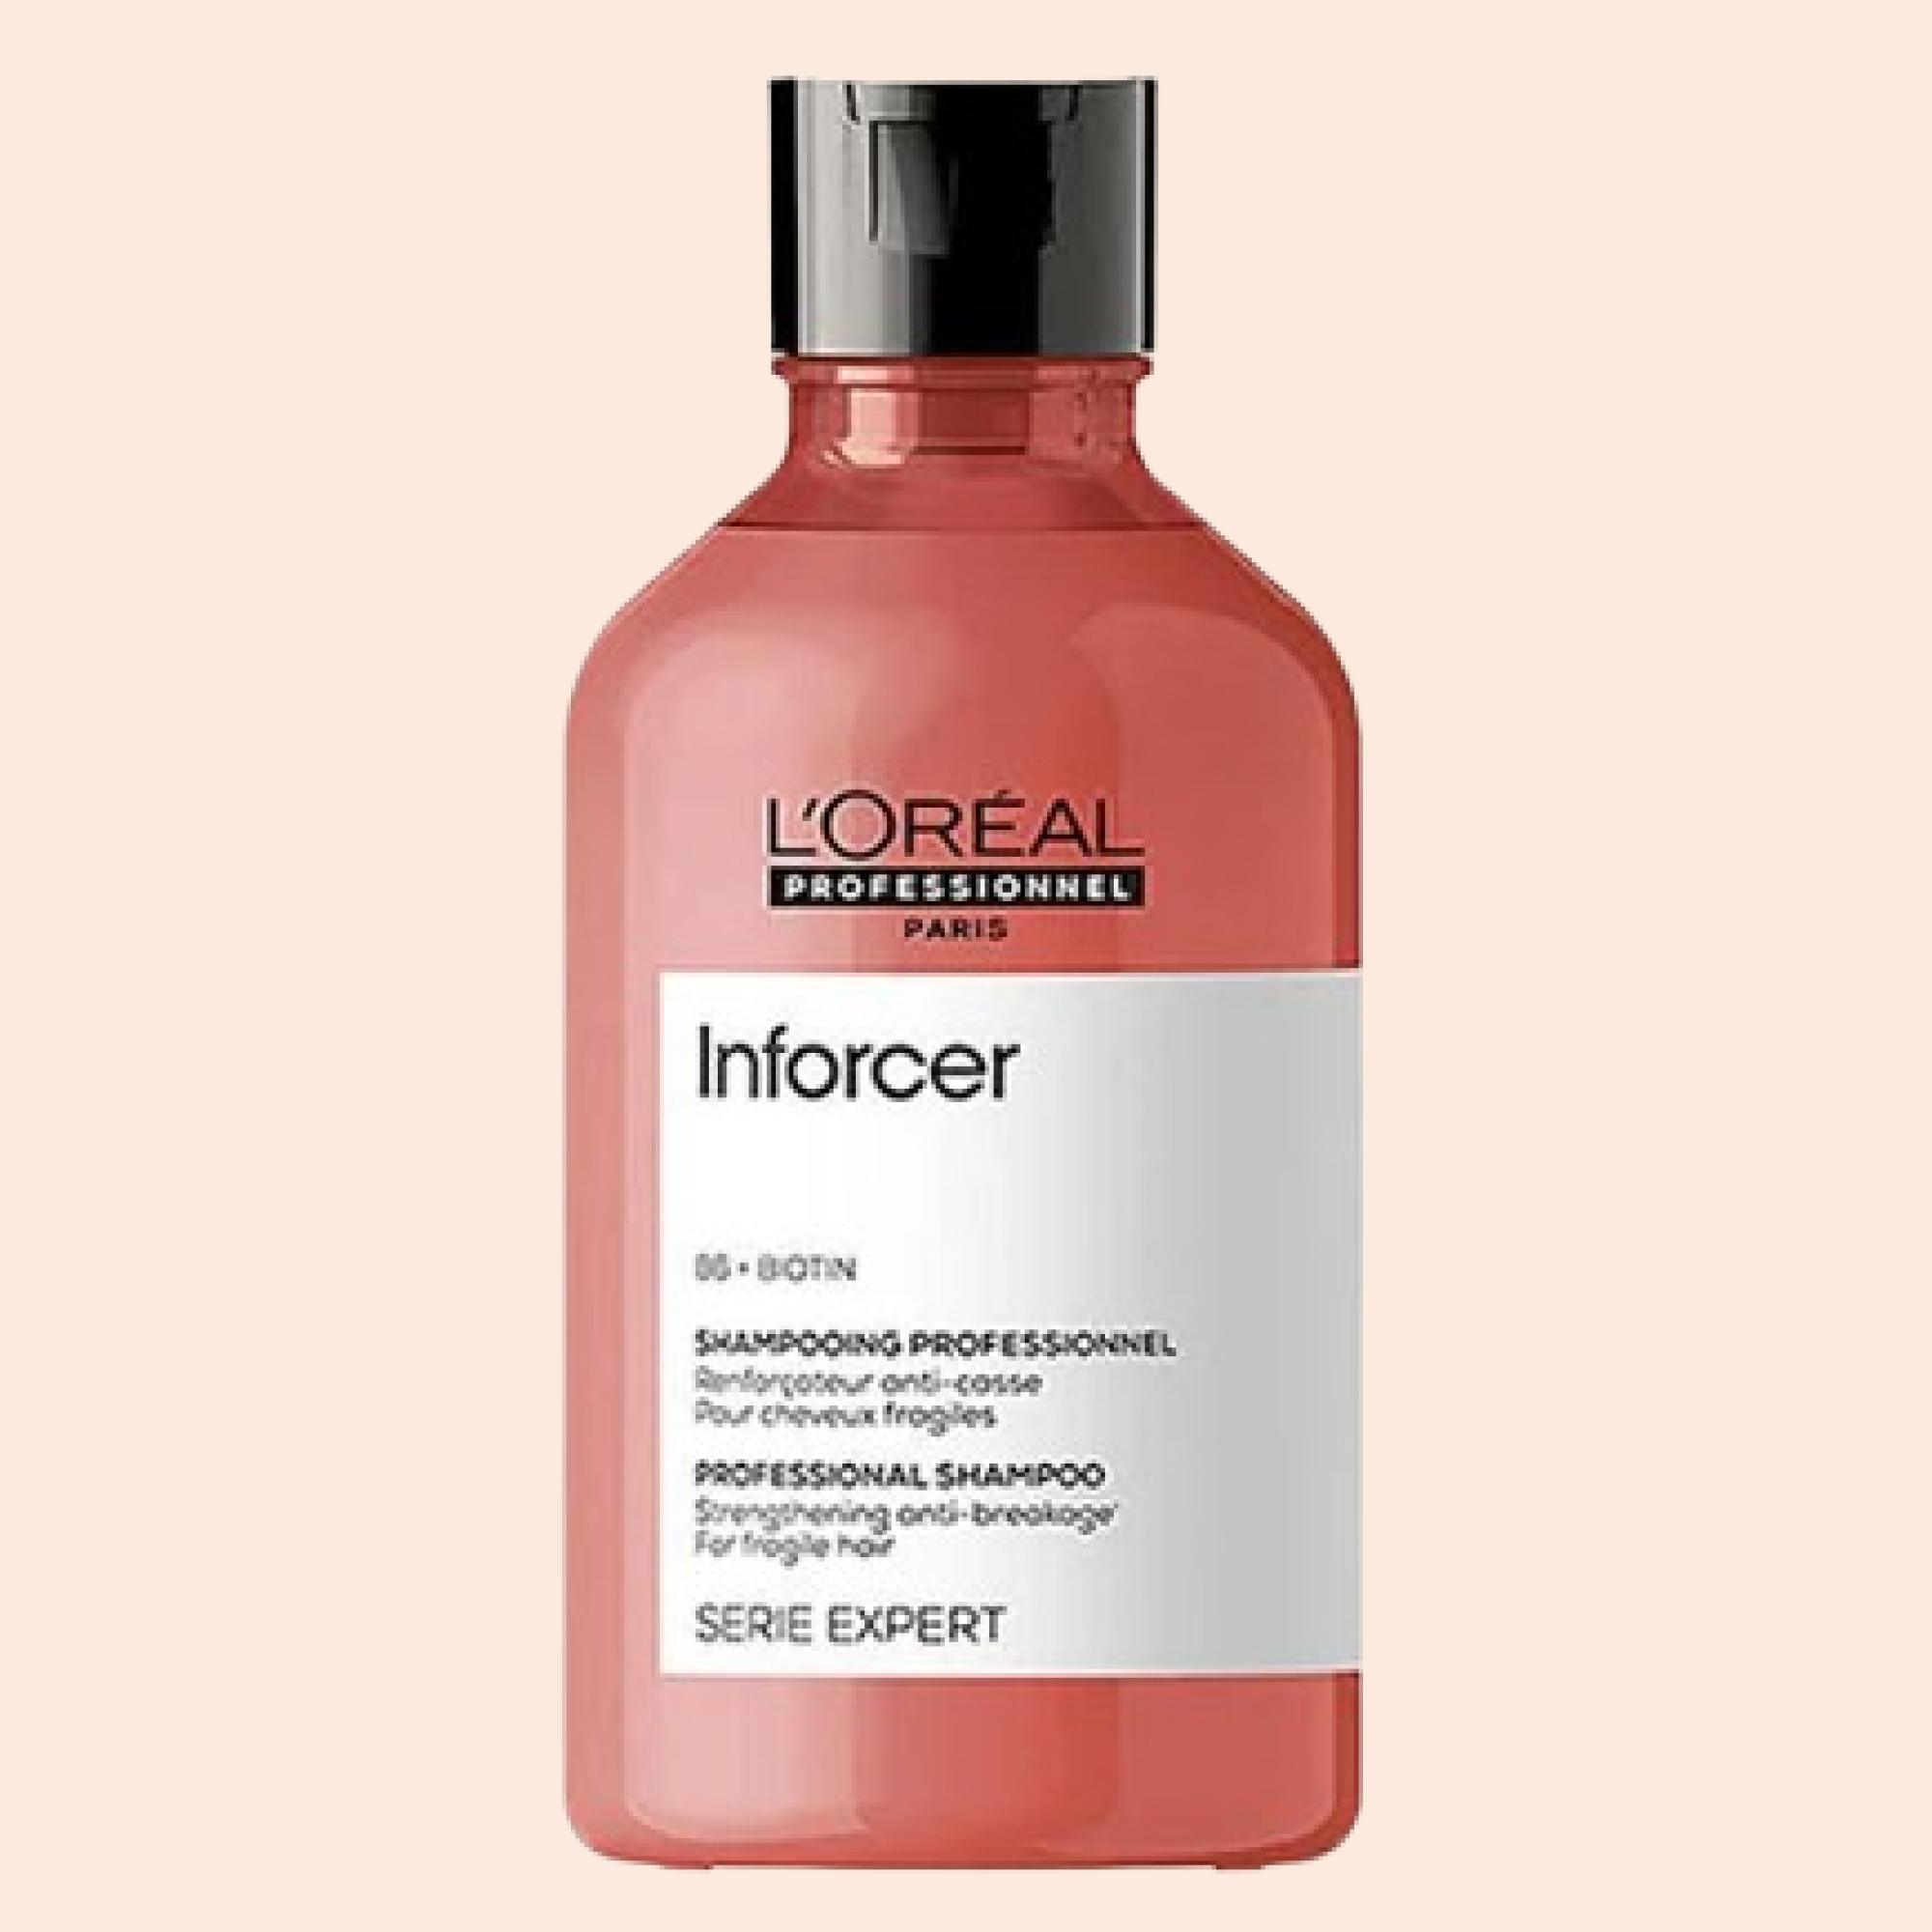 L'ORÉAL
PROFESSIONNEL
PARIS
Inforcer
B6 + BIOTIN
SHAMPOOING PROFESSIONNEL
Renforçateur anti-casse
Pour cheveux fragiles
PROFESSIONAL SHAMPOO
Strengthening anti-breakage*
For fragile hair
SERIE EXPERT